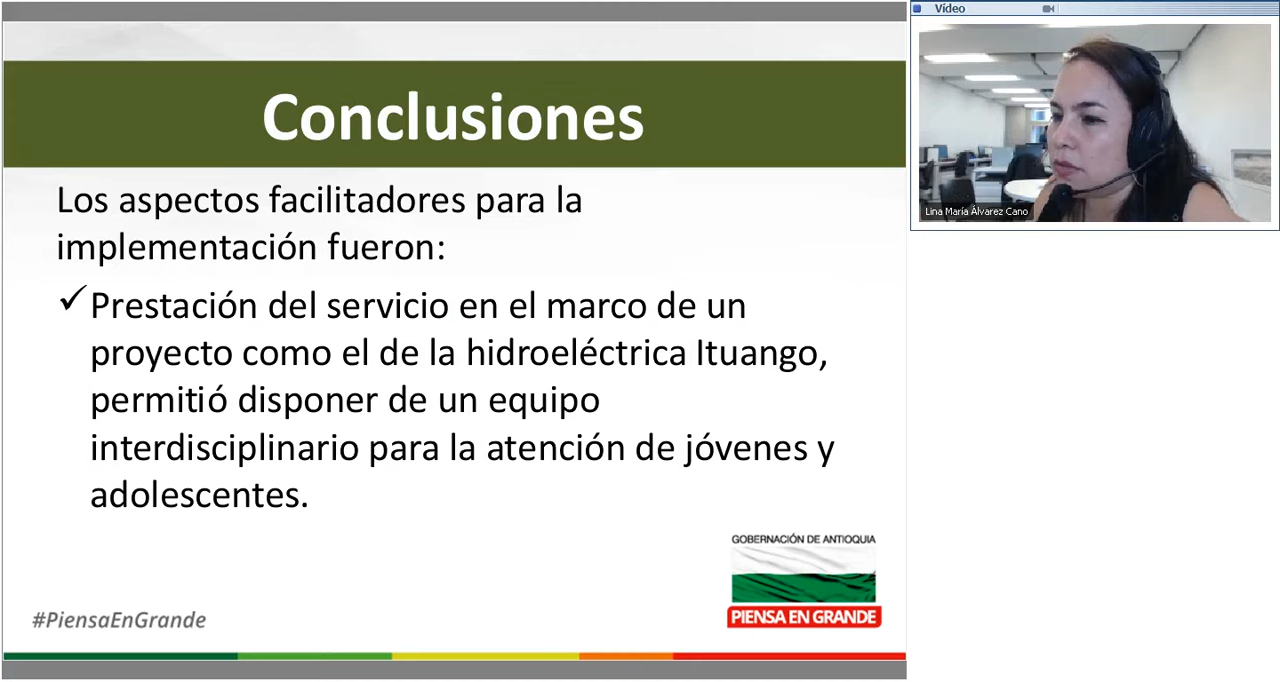 Conclusiones
Los aspectos facilitadores para la
implementación fueron:
✓Prestación del servicio en el marco de un
proyecto como el de la hidroeléctrica Ituango,
permitió disponer de un equipo
interdisciplinario para la atención de jóvenes y
adolescentes.
GOBERNACIÓN DE ANTIOQUIA
PIENSA EN GRANDE
#PiensaEnGrande
Vídeo
Lina María Álvarez Cano